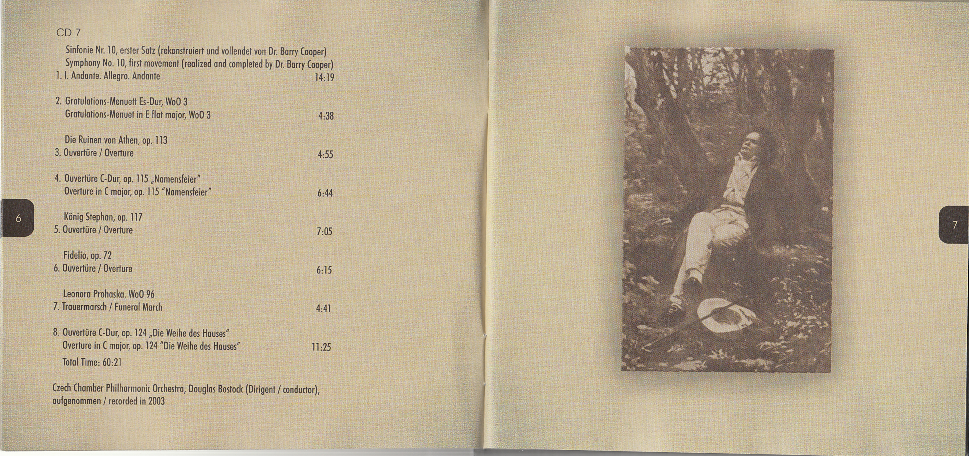 CD 7
Sinfonie Nr. 10, erster Satz (rekonstruiert und vollendet von Dr. Barry Cooper)
Symphony No. 10, first movement (realized and completed by Dr. Barry Cooper)
1. I. Andante. Allegro. Andante 14:19
2. Gratulations-Menuett Es-Dur, WoO 3
Gratulations-Menuet in E flat major, WoO 3 4:38
Die Ruinen von Athen, op. 113
3. Ouvertüre / Overture 4:55
4. Ouvertüre C-Dur, op. 115 „Namensfeier"
Overture in C major, op. 115 "Namensfeier" 6:44
König Stephan, op. 117
5. Ouvertüre / Overture 7:05
Fidelio, op. 72
6. Ouvertüre / Overture 6:15
Leonora Prohaska. WoO 96
7. Trauermarsch / Funeral March 4:41
8. Ouvertüre C-Dur, op. 124 „Die Weihe des Hauses"
Overture in C major, op. 124 "Die Weihe des Hauses" 11:25
Total Time: 60:21
Czech Chamber Philharmonic Orchestra, Douglas Bostock (Dirigent / conductor),
aufgenommen / recorded in 2003
6
7